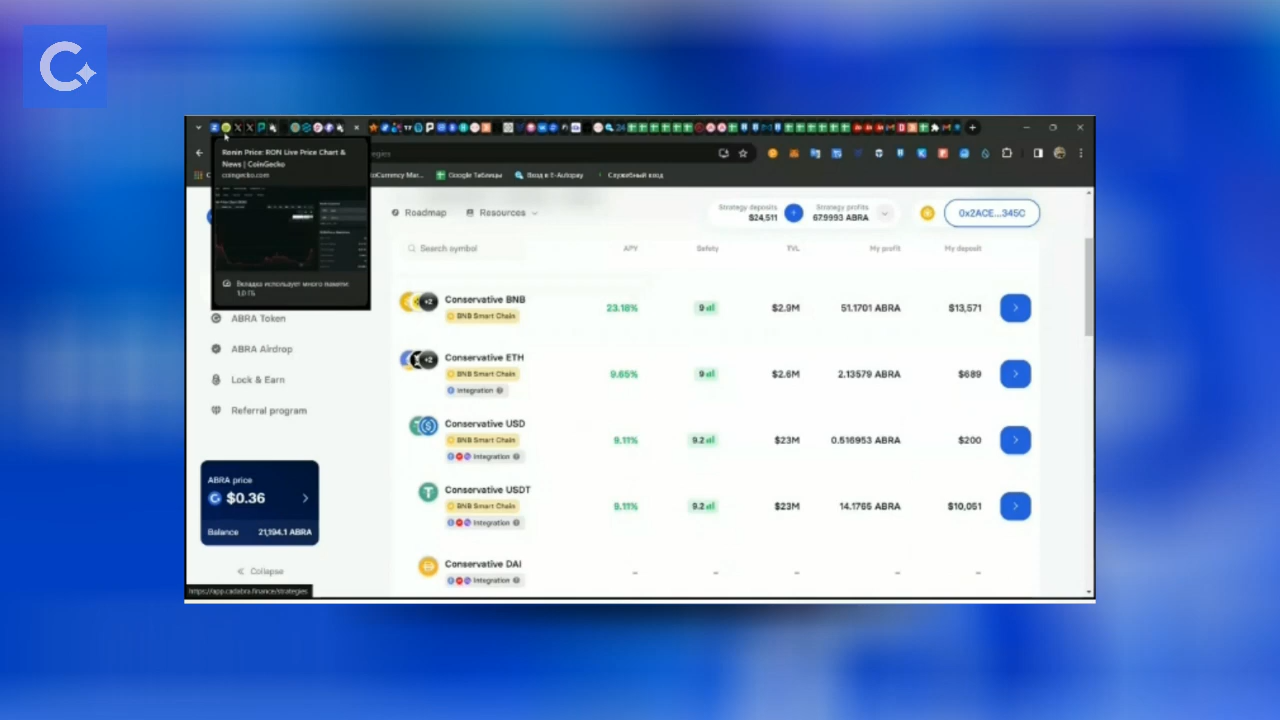 Ronin Price: RON Live Price Chart &
News | CoinGecko
coingecko.com
Вкладка использует много памяти:
Google Таблицы
Вход в E-Autopay
Служебный вход
Roadmap
Resources
Strategy deposits
$24,511
Strategy profits
67.9993 ABRA
0x2ACE...345C
Search symbol
APY
Safety
TVL
My profit
My deposit
Conservative BNB
BNB Smart Chain
23.18%
9
$2.9M
51.1701 ABRA
$13,571
Conservative ETH
BNB Smart Chain
Integration
9.65%
9
$2.6M
2.13579 ABRA
$689
Conservative USD
BNB Smart Chain
Integration
9.11%
9.2
$23M
0.516953 ABRA
$200
Conservative USDT
BNB Smart Chain
Integration
9.11%
9.2
$23M
14.1765 ABRA
$10,051
Conservative DAI
Integration
ABRA Token
ABRA Airdrop
Lock & Earn
Referral program
ABRA price
$0.36
Balance 21,194.1 ABRA
Collapse
https://app.cadabra.finance/strategies